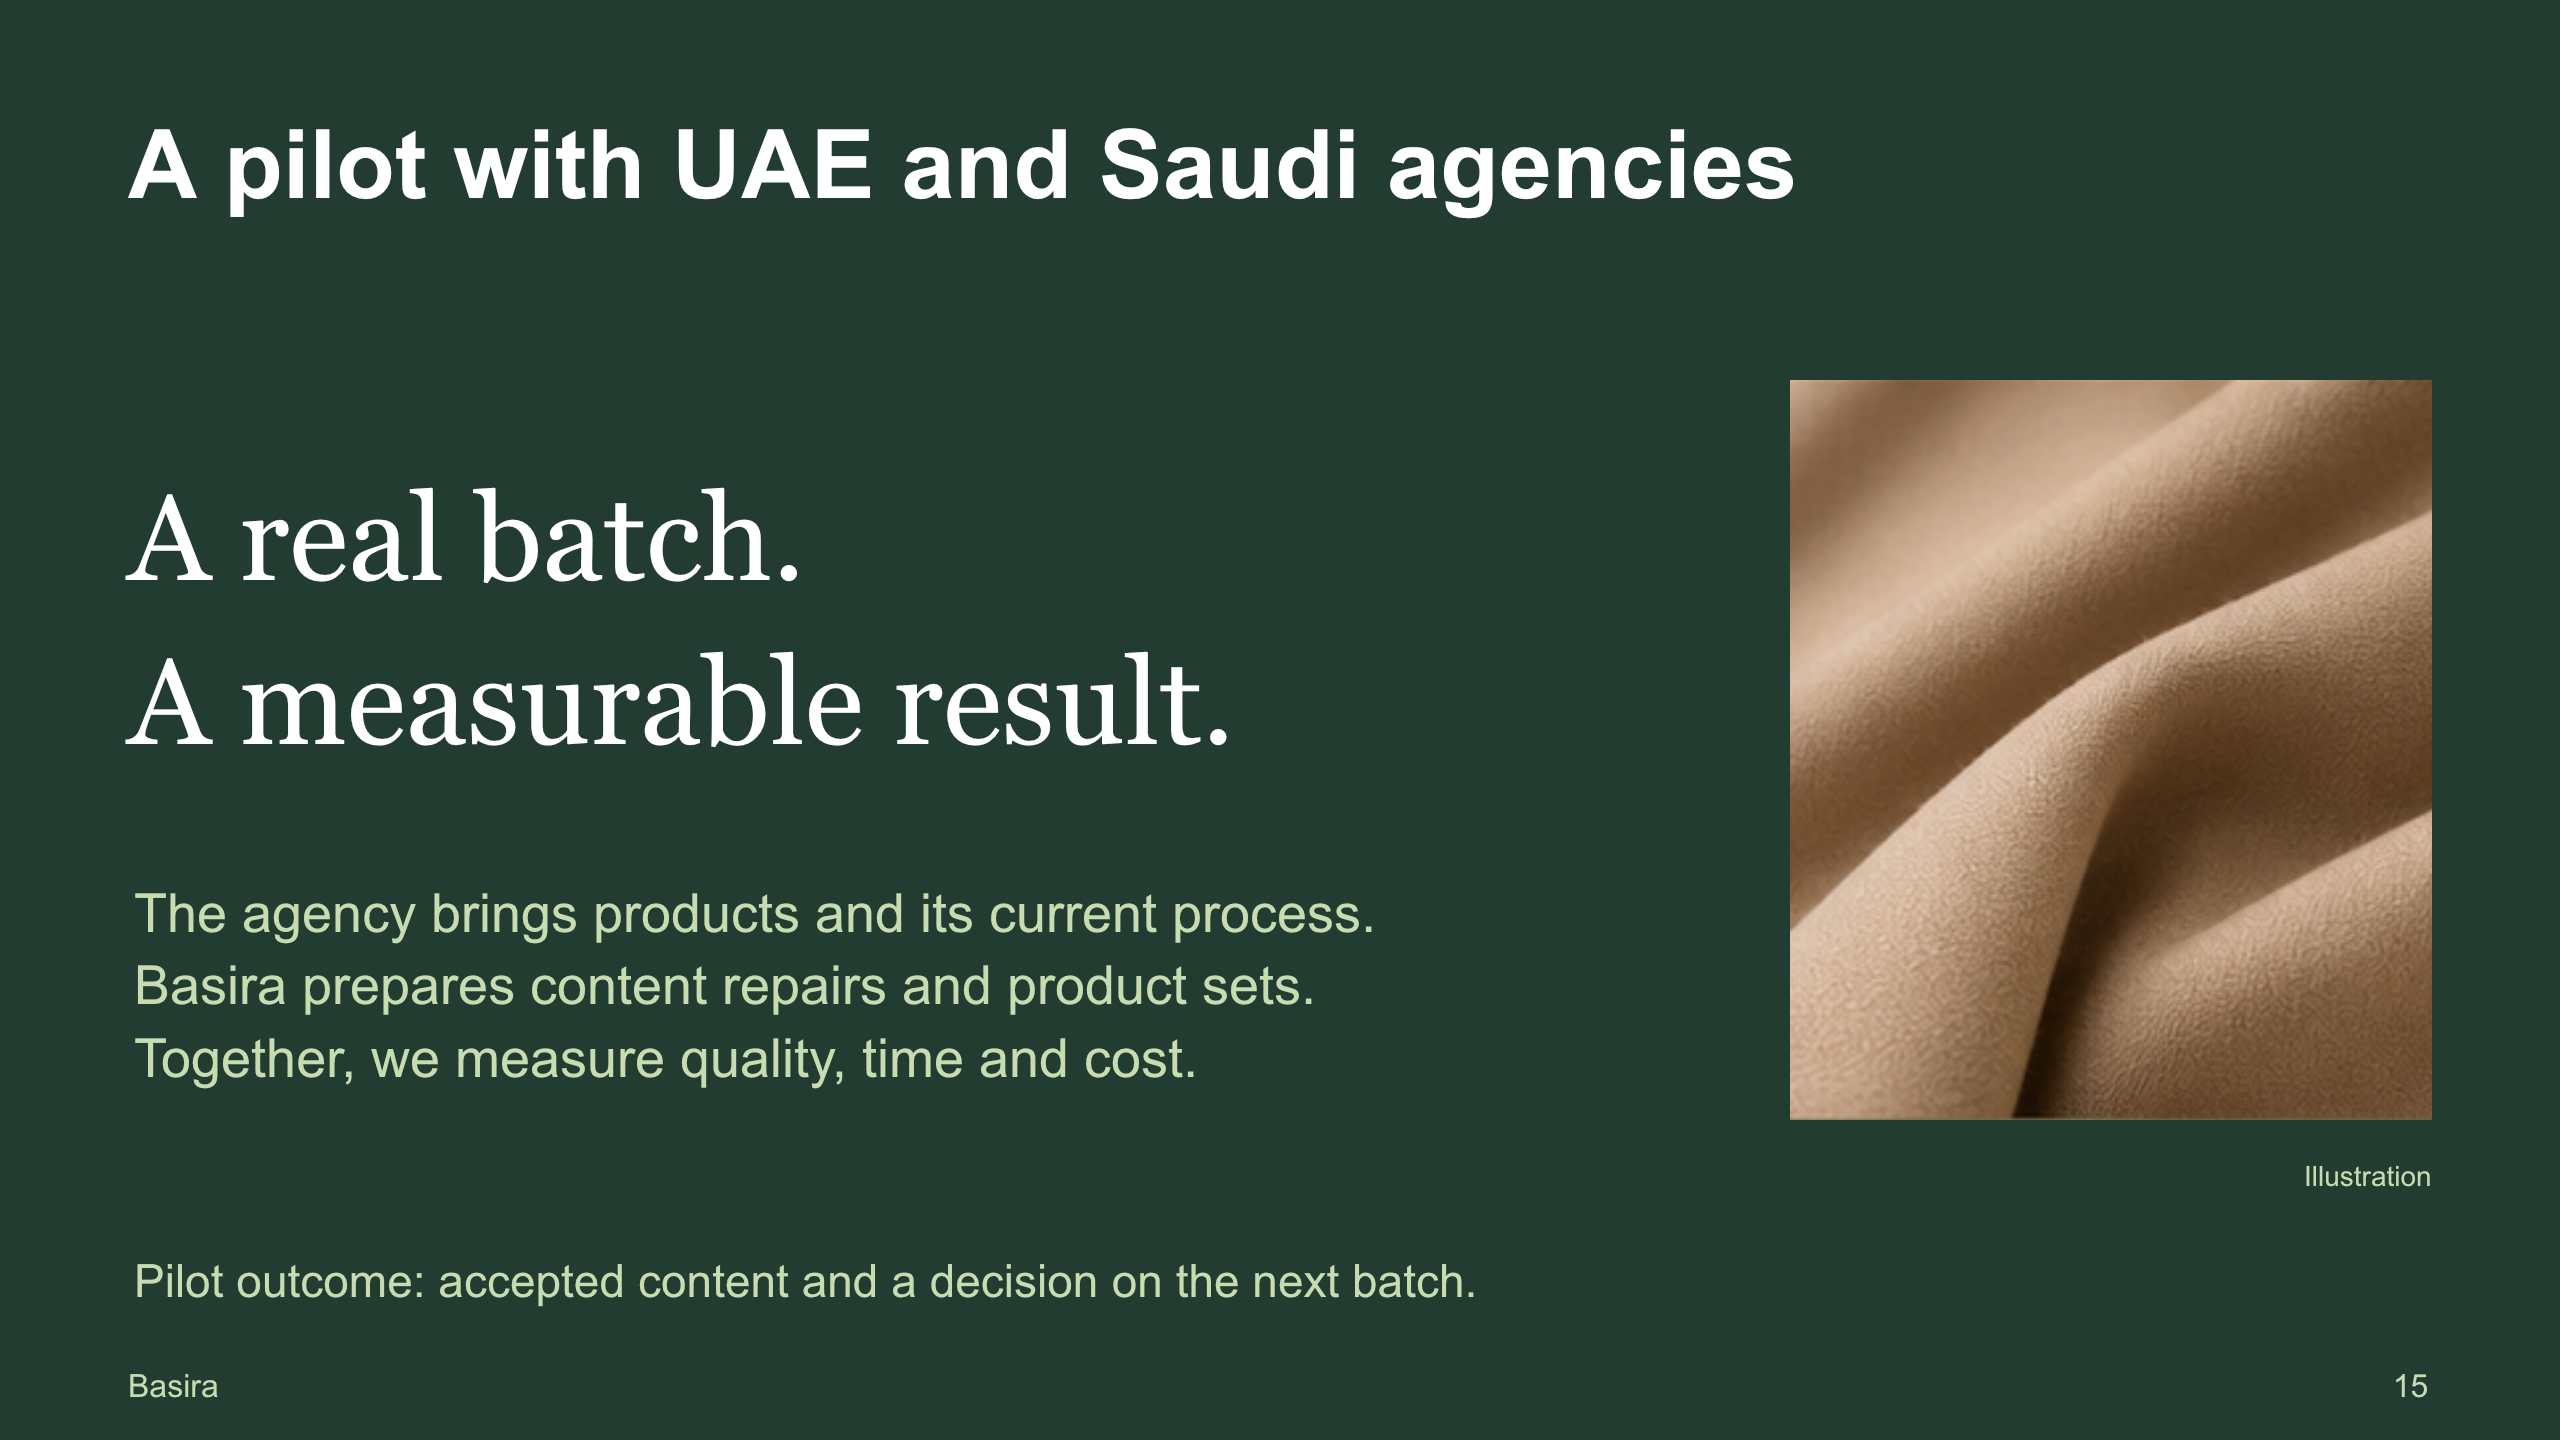 A pilot with UAE and Saudi agencies
A real batch.
A measurable result.
The agency brings products and its current process.
Basira prepares content repairs and product sets.
Together, we measure quality, time and cost.
Illustration
Pilot outcome: accepted content and a decision on the next batch.
Basira
15